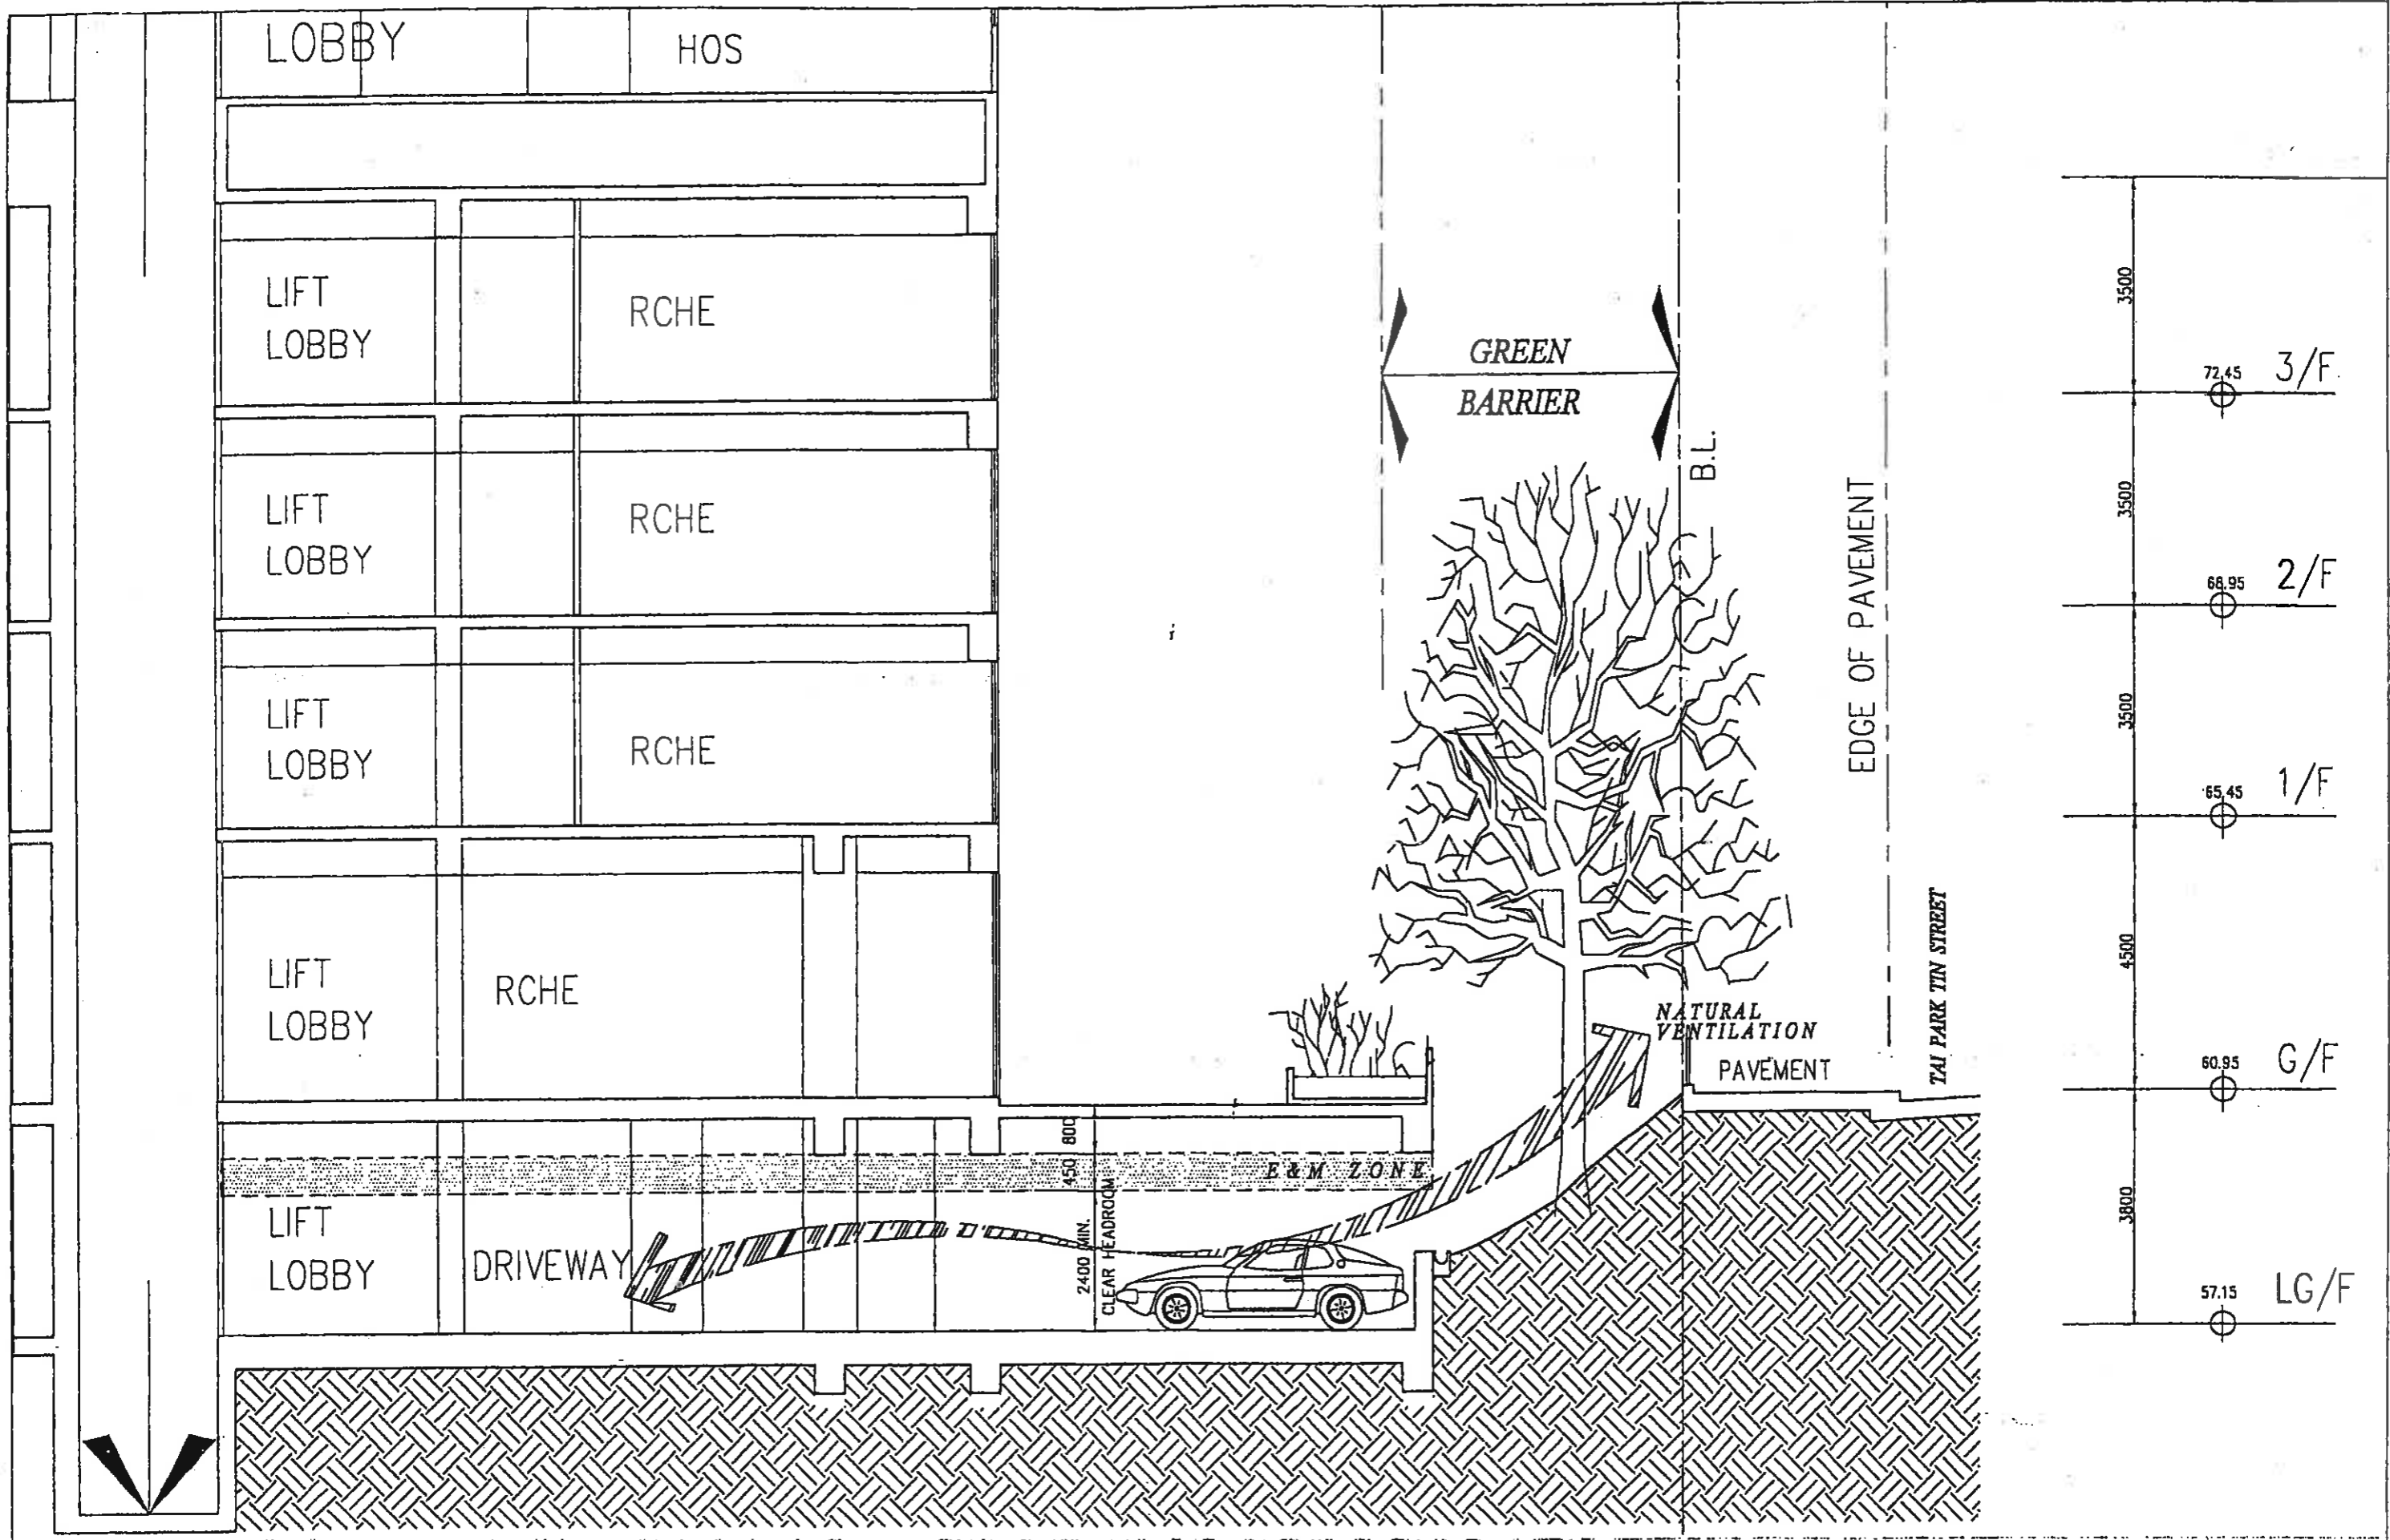 LOBBY
HOS
LIFT
LOBBY
RCHE
LIFT
LOBBY
RCHE
LIFT
LOBBY
RCHE
LIFT
LOBBY
RCHE
LIFT
LOBBY
DRIVEWAY
800
450
2400 MIN.
CLEAR HEADROOM
E & M ZONE
GREEN
BARRIER
B.L.
EDGE OF PAVEMENT
NATURAL
VENTILATION
PAVEMENT
TAI PARK TIN STREET
3500
72.45
3/F
3500
68.95
2/F
3500
65.45
1/F
4500
60.95
G/F
3800
57.15
LG/F